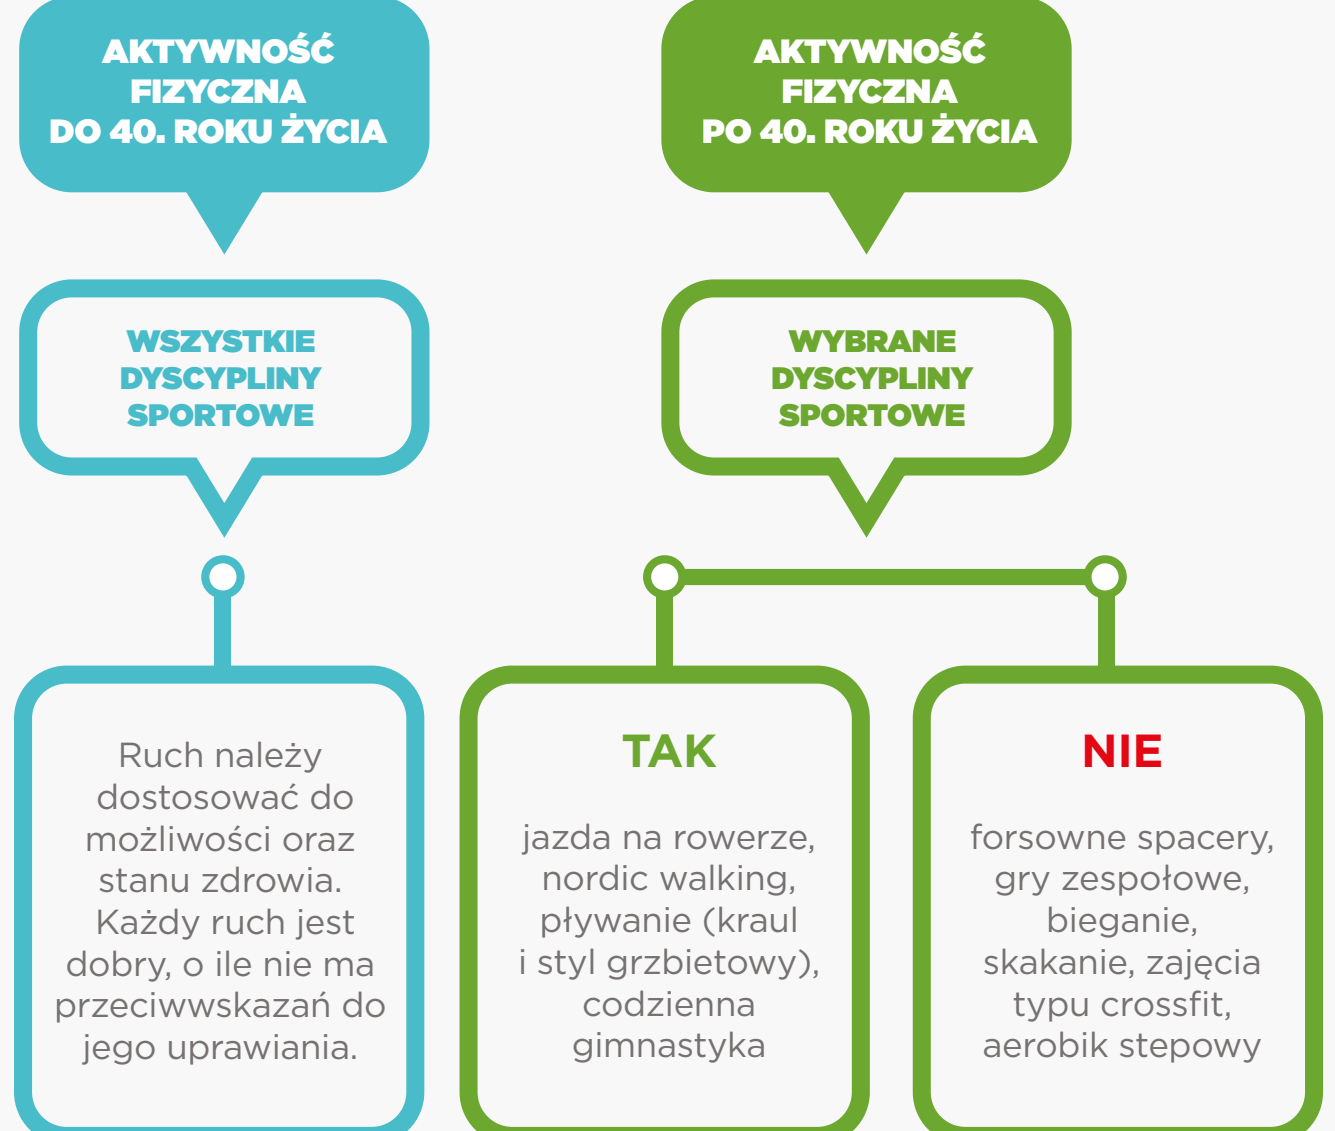 AKTYWNOŚĆ
FIZYCZNA
DO 40. ROKU ŻYCIA
WSZYSTKIE
DYSCYPLINY
SPORTOWE
Ruch należy
dostosować do
możliwości oraz
stanu zdrowia.
Każdy ruch jest
dobry, o ile nie ma
przeciwwskazań do
jego uprawiania.
AKTYWNOŚĆ
FIZYCZNA
PO 40. ROKU ŻYCIA
WYBRANE
DYSCYPLINY
SPORTOWE
TAK
jazda na rowerze,
nordic walking,
pływanie (kraul
i styl grzbietowy),
codzienna
gimnastyka
NIE
forsowne spacery,
gry zespołowe,
bieganie,
skakanie, zajęcia
typu crossfit,
aerobik stepowy